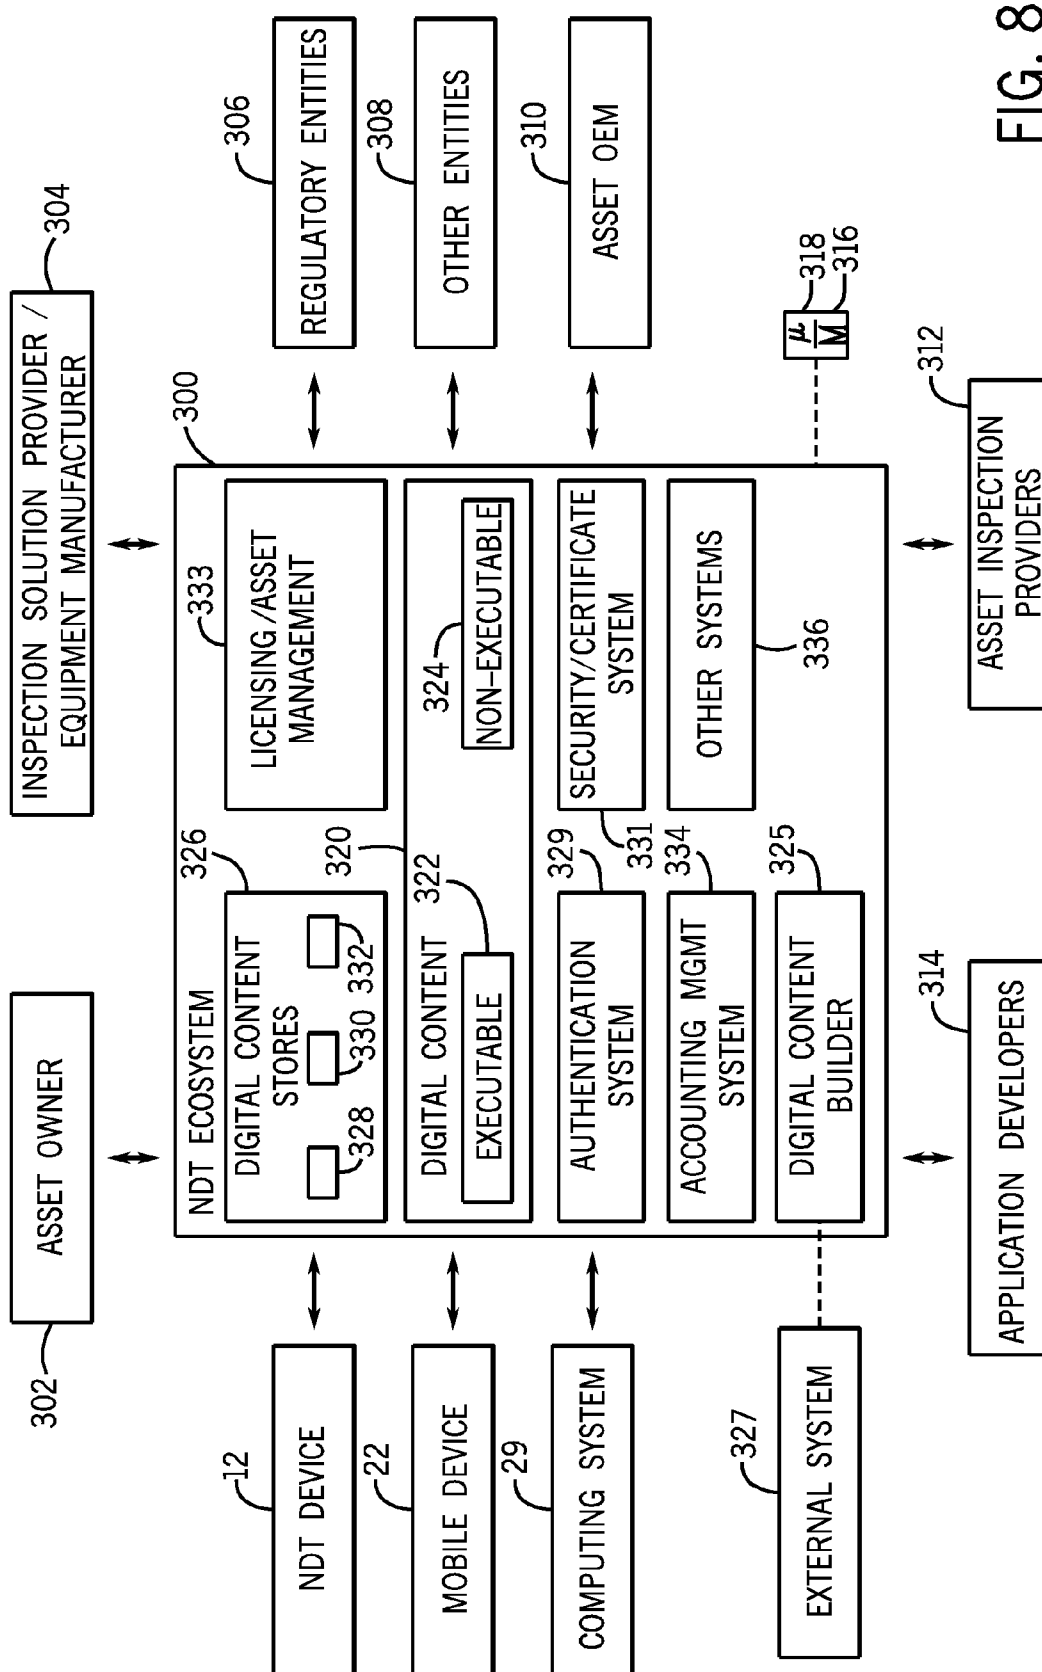 302
ASSET OWNER
INSPECTION SOLUTION PROVIDER /
EQUIPMENT MANUFACTURER
304
12
NDT DEVICE
22
MOBILE DEVICE
29
COMPUTING SYSTEM
327
EXTERNAL SYSTEM
300
NDT ECOSYSTEM
326
DIGITAL CONTENT
STORES
328
330
332
333
LICENSING/ASSET
MANAGEMENT
320
DIGITAL CONTENT
322
EXECUTABLE
324
NON-EXECUTABLE
329
AUTHENTICATION
SYSTEM
331
SECURITY/CERTIFICATE
SYSTEM
334
ACCOUNTING MGMT
SYSTEM
OTHER SYSTEMS
336
325
DIGITAL CONTENT
BUILDER
306
REGULATORY ENTITIES
308
OTHER ENTITIES
310
ASSET OEM
μ
318
M
316
314
APPLICATION DEVELOPERS
312
ASSET INSPECTION
PROVIDERS
FIG. 8